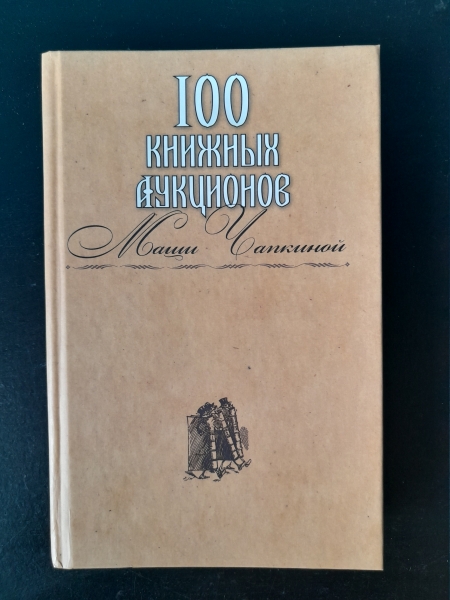 100
КНИЖНЫХ
АУКЦИОНОВ
Маши Чапкиной